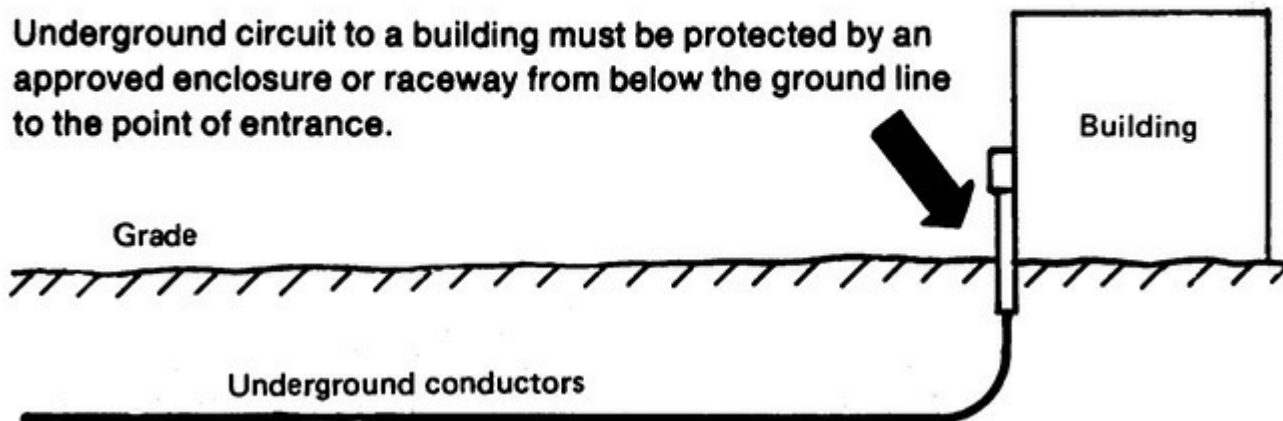 Underground circuit to a building must be protected by an
approved enclosure or raceway from below the ground line
to the point of entrance.
Building
Grade
Underground conductors